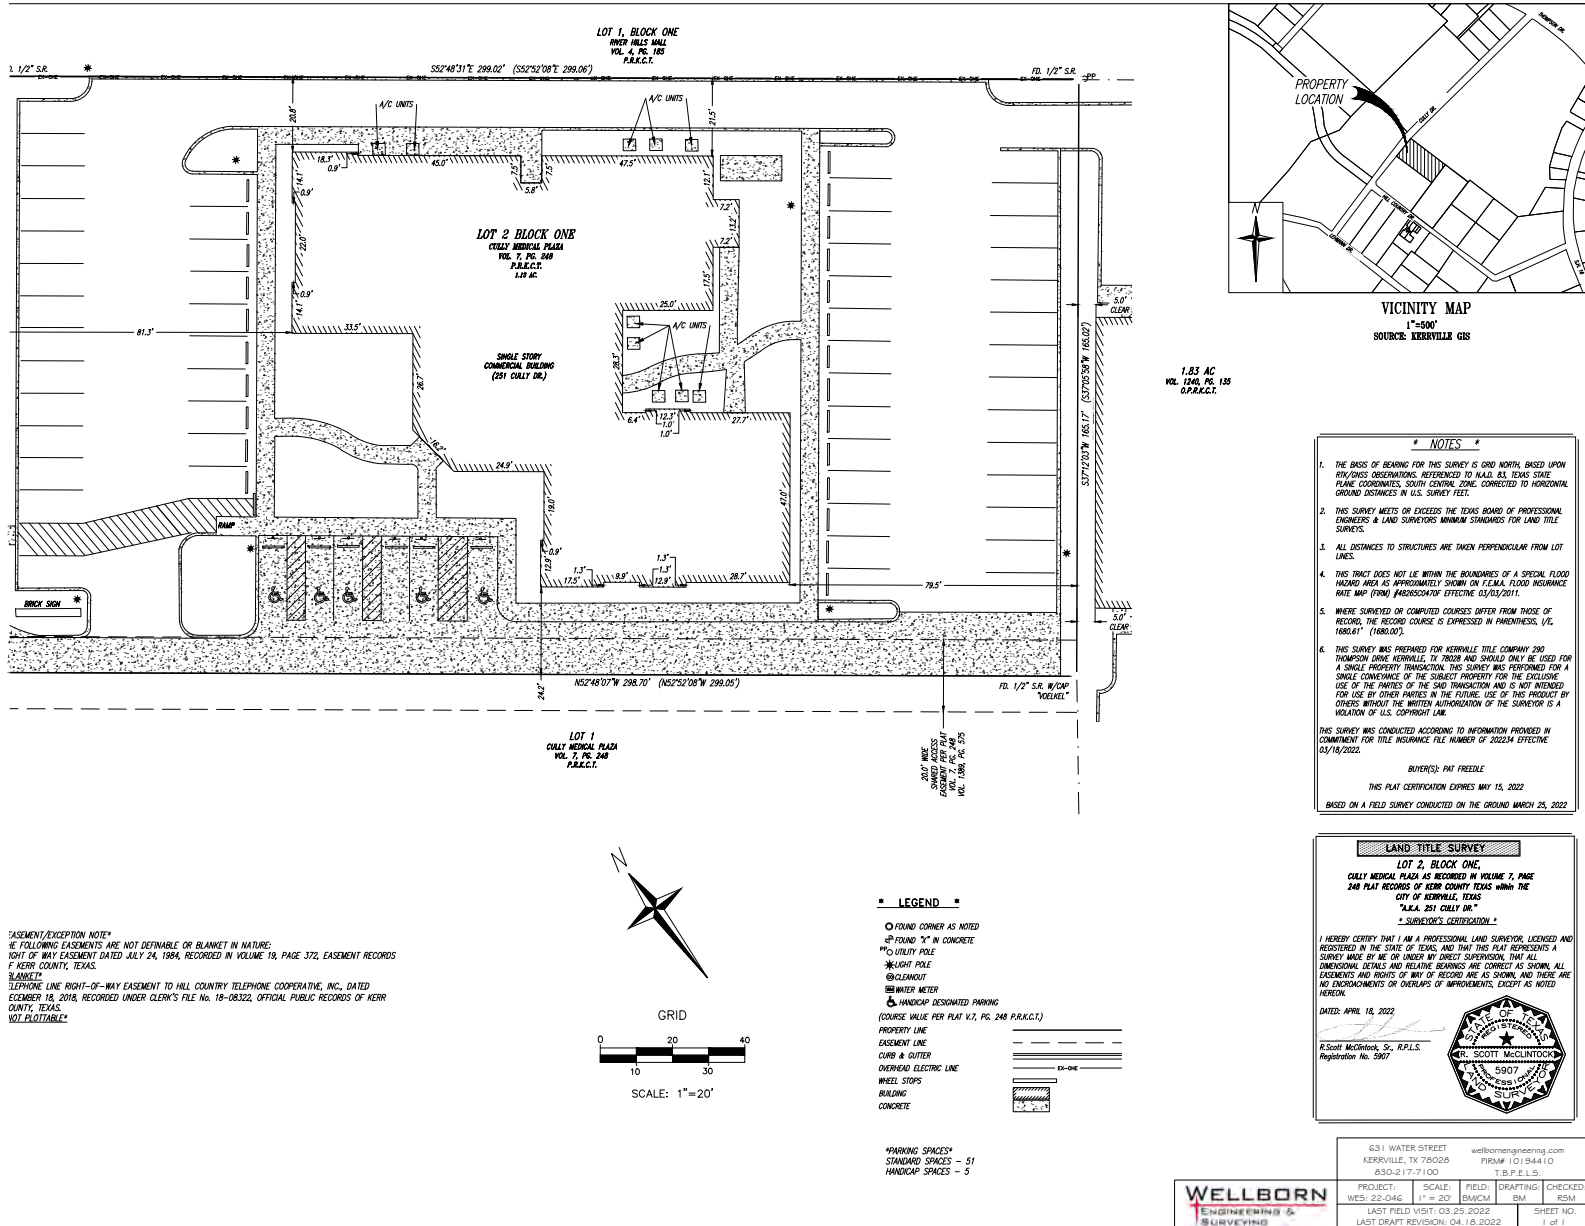 LOT 1, BLOCK ONE
RIVER HILLS MALL
VOL. 4, PG. 185
P.R.K.C.T.
1/2" S.R.
S52°48'31"E 299.02' (S52°52'08"E 299.06')
FD. 1/2" S.R.
PP
EX-OHE
A/C UNITS
A/C UNITS
20.8'
21.5'
18.3'
0.9'
45.0'
7.5'
5.8'
7.5'
47.5'
12.1'
7.2'
13.2'
7.2'
17.5'
25.0'
14.1'
0.9'
22.0'
0.9'
14.1'
81.3'
33.5'
LOT 2 BLOCK ONE
CULLY MEDICAL PLAZA
VOL. 7, PG. 248
P.R.K.C.T.
1.13 AC.
SINGLE STORY
COMMERCIAL BUILDING
(251 CULLY DR.)
A/C UNITS
28.3'
26.7'
6.4'
12.3'
1.0'
1.0'
27.7'
16.2'
24.9'
19.0'
0.9'
12.9'
47.0'
1.3'
17.5'
9.9'
1.3'
12.9'
28.7'
79.5'
RAMP
BRICK SIGN
S37°12'03"W 165.17' (S37°05'58"W 165.02')
5.0'
CLEAR
5.0'
CLEAR
1.83 AC
VOL. 1240, PG. 135
O.P.R.K.C.T.
N52°48'07"W 298.70' (N52°52'08"W 299.05')
24.2'
FD. 1/2" S.R. W/CAP
"VOELKEL"
LOT 1
CULLY MEDICAL PLAZA
VOL. 7, PG. 248
P.R.K.C.T.
20.0' WIDE
SHARED ACCESS
EASEMENT PER PLAT
VOL. 7, PG. 248
VOL. 1389, PG. 575
PROPERTY
LOCATION
THOMPSON DR.
CULLY DR.
HILL COUNTRY DR.
LEHMANN DR.
N
VICINITY MAP
1"=500'
SOURCE: KERRVILLE GIS
* NOTES *
1. THE BASIS OF BEARING FOR THIS SURVEY IS GRID NORTH, BASED UPON
RTK/GNSS OBSERVATIONS. REFERENCED TO N.A.D. 83, TEXAS STATE
PLANE COORDINATES, SOUTH CENTRAL ZONE. CORRECTED TO HORIZONTAL
GROUND DISTANCES IN U.S. SURVEY FEET.
2. THIS SURVEY MEETS OR EXCEEDS THE TEXAS BOARD OF PROFESSIONAL
ENGINEERS & LAND SURVEYORS MINIMUM STANDARDS FOR LAND TITLE
SURVEYS.
3. ALL DISTANCES TO STRUCTURES ARE TAKEN PERPENDICULAR FROM LOT
LINES.
4. THIS TRACT DOES NOT LIE WITHIN THE BOUNDARIES OF A SPECIAL FLOOD
HAZARD AREA AS APPROXIMATELY SHOWN ON F.E.M.A. FLOOD INSURANCE
RATE MAP (FIRM) #48265C0470F EFFECTIVE 03/03/2011.
5. WHERE SURVEYED OR COMPUTED COURSES DIFFER FROM THOSE OF
RECORD, THE RECORD COURSE IS EXPRESSED IN PARENTHESIS, I/E,
1680.61' (1680.00').
6. THIS SURVEY WAS PREPARED FOR KERRVILLE TITLE COMPANY 290
THOMPSON DRIVE KERRVILLE, TX 78028 AND SHOULD ONLY BE USED FOR
A SINGLE PROPERTY TRANSACTION. THIS SURVEY WAS PERFORMED FOR A
SINGLE CONVEYANCE OF THE SUBJECT PROPERTY FOR THE EXCLUSIVE
USE OF THE PARTIES OF THE SAID TRANSACTION AND IS NOT INTENDED
FOR USE BY OTHER PARTIES IN THE FUTURE. USE OF THIS PRODUCT BY
OTHERS WITHOUT THE WRITTEN AUTHORIZATION OF THE SURVEYOR IS A
VIOLATION OF U.S. COPYRIGHT LAW.
THIS SURVEY WAS CONDUCTED ACCORDING TO INFORMATION PROVIDED IN
COMMITMENT FOR TITLE INSURANCE FILE NUMBER GF 202234 EFFECTIVE
03/18/2022.
BUYER(S): PAT FREEDLE
THIS PLAT CERTIFICATION EXPIRES MAY 15, 2022
BASED ON A FIELD SURVEY CONDUCTED ON THE GROUND MARCH 25, 2022
LAND TITLE SURVEY
LOT 2, BLOCK ONE,
CULLY MEDICAL PLAZA AS RECORDED IN VOLUME 7, PAGE
248 PLAT RECORDS OF KERR COUNTY TEXAS within THE
CITY OF KERRVILLE, TEXAS
"A.K.A. 251 CULLY DR."
* SURVEYOR'S CERTIFICATION *
I HEREBY CERTIFY THAT I AM A PROFESSIONAL LAND SURVEYOR, LICENSED AND
REGISTERED IN THE STATE OF TEXAS, AND THAT THIS PLAT REPRESENTS A
SURVEY MADE BY ME OR UNDER MY DIRECT SUPERVISION, THAT ALL
DIMENSIONAL DETAILS AND RELATIVE BEARINGS ARE CORRECT AS SHOWN, ALL
EASEMENTS AND RIGHTS OF WAY OF RECORD ARE AS SHOWN, AND THERE ARE
NO ENCROACHMENTS OR OVERLAPS OF IMPROVEMENTS, EXCEPT AS NOTED
HEREON.
DATED: APRIL 18, 2022
R.Scott McClintock, Sr., R.P.L.S.
Registration No. 5907
STATE OF TEXAS
REGISTERED
R. SCOTT McCLINTOCK
5907
PROFESSIONAL
LAND SURVEYOR
EASEMENT/EXCEPTION NOTE*
HE FOLLOWING EASEMENTS ARE NOT DEFINABLE OR BLANKET IN NATURE:
IGHT OF WAY EASEMENT DATED JULY 24, 1984, RECORDED IN VOLUME 19, PAGE 372, EASEMENT RECORDS
F KERR COUNTY, TEXAS.
BLANKET*
ELEPHONE LINE RIGHT-OF-WAY EASEMENT TO HILL COUNTRY TELEPHONE COOPERATIVE, INC., DATED
ECEMBER 18, 2018, RECORDED UNDER CLERK'S FILE No. 18-08322, OFFICIAL PUBLIC RECORDS OF KERR
OUNTY, TEXAS.
NOT PLOTTABLE*
N
GRID
0 20 40
10 30
SCALE: 1"=20'
* LEGEND *
FOUND CORNER AS NOTED
FOUND "X" IN CONCRETE
PP UTILITY POLE
LIGHT POLE
CLEANOUT
WATER METER
HANDICAP DESIGNATED PARKING
(COURSE VALUE PER PLAT V.7, PG. 248 P.R.K.C.T.)
PROPERTY LINE
EASEMENT LINE
CURB & GUTTER
OVERHEAD ELECTRIC LINE EX-OHE
WHEEL STOPS
BUILDING
CONCRETE
*PARKING SPACES*
STANDARD SPACES - 51
HANDICAP SPACES - 5
WELLBORN
ENGINEERING &
SURVEYING
631 WATER STREET
KERRVILLE, TX 78028
830-217-7100
wellbornengineering.com
FIRM# 10194410
T.B.P.E.L.S.
PROJECT: WES: 22-046
SCALE: 1" = 20'
FIELD: BM/CM
DRAFTING: BM
CHECKED: RSM
LAST FIELD VISIT: 03.25.2022
LAST DRAFT REVISION: 04.18.2022
SHEET NO.
1 of 1